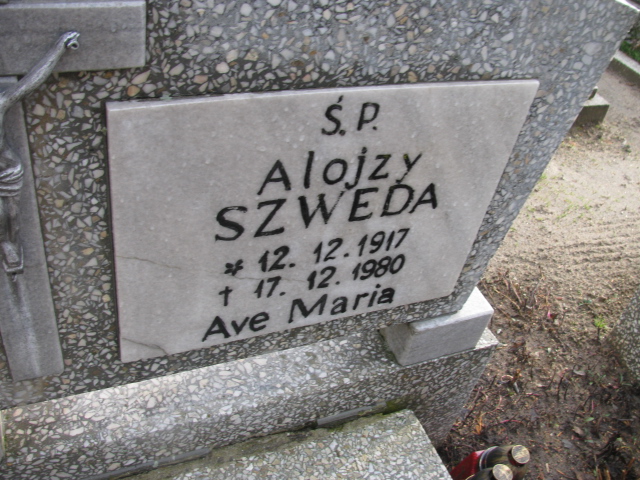 Ś. P.
Alojzy
SZWEDA
* 12. 12. 1917
† 17. 12. 1980
Ave Maria